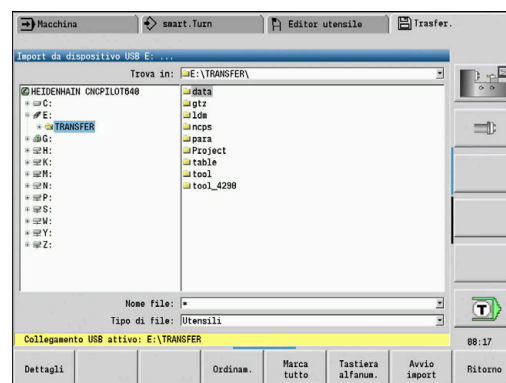 Macchina
smart.Turn
Editor utensile
Trasfer.
Import da dispositivo USB E: ...
Trova in: E:\TRANSFER\
HEIDENHAIN CNCPILOT640
C:
E:
TRANSFER
G:
H:
K:
M:
N:
P:
S:
W:
Y:
Z:
data
gtz
ldm
ncps
para
Project
table
tool
tool_4290
Nome file: *
Tipo di file: Utensili
Collegamento USB attivo: E:\TRANSFER
T
08:17
Dettagli
Ordinam.
Marca tutto
Tastiera alfanum.
Avvio import
Ritorno